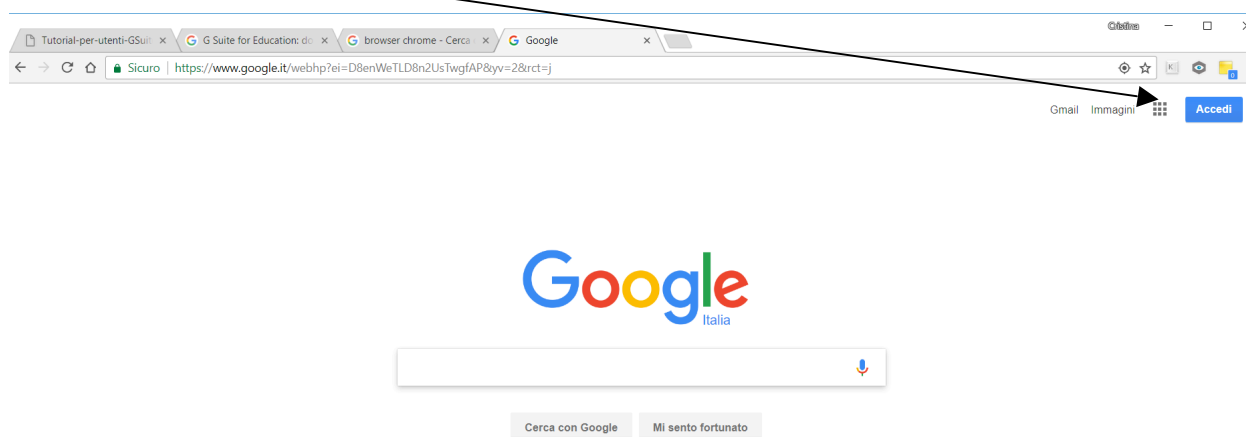 Cristina
Tutorial-per-utenti-GSuit
G Suite for Education: do
browser chrome - Cerca
Google
Sicuro | https://www.google.it/webhp?ei=D8enWeTLD8n2UsTwgfAP&yv=2&rct=j
0
Gmail Immagini Accedi
Google
Italia
Cerca con Google Mi sento fortunato